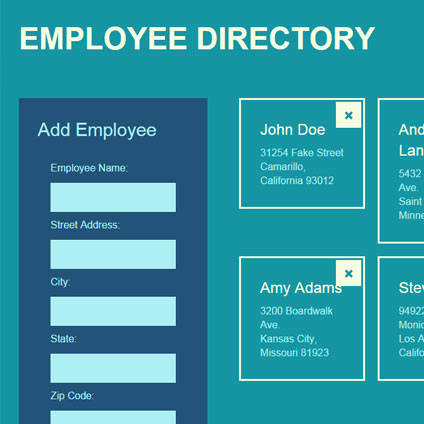 EMPLOYEE DIRECTORY
Add Employee
Employee Name:
Street Address:
City:
State:
Zip Code:
John Doe
31254 Fake Street
Camarillo,
California 93012
Amy Adams
3200 Boardwalk
Ave.
Kansas City,
Missouri 81923
And
Lan
5432
Ave.
Saint
Minne
Stev
94922
Monic
Los A
Califo